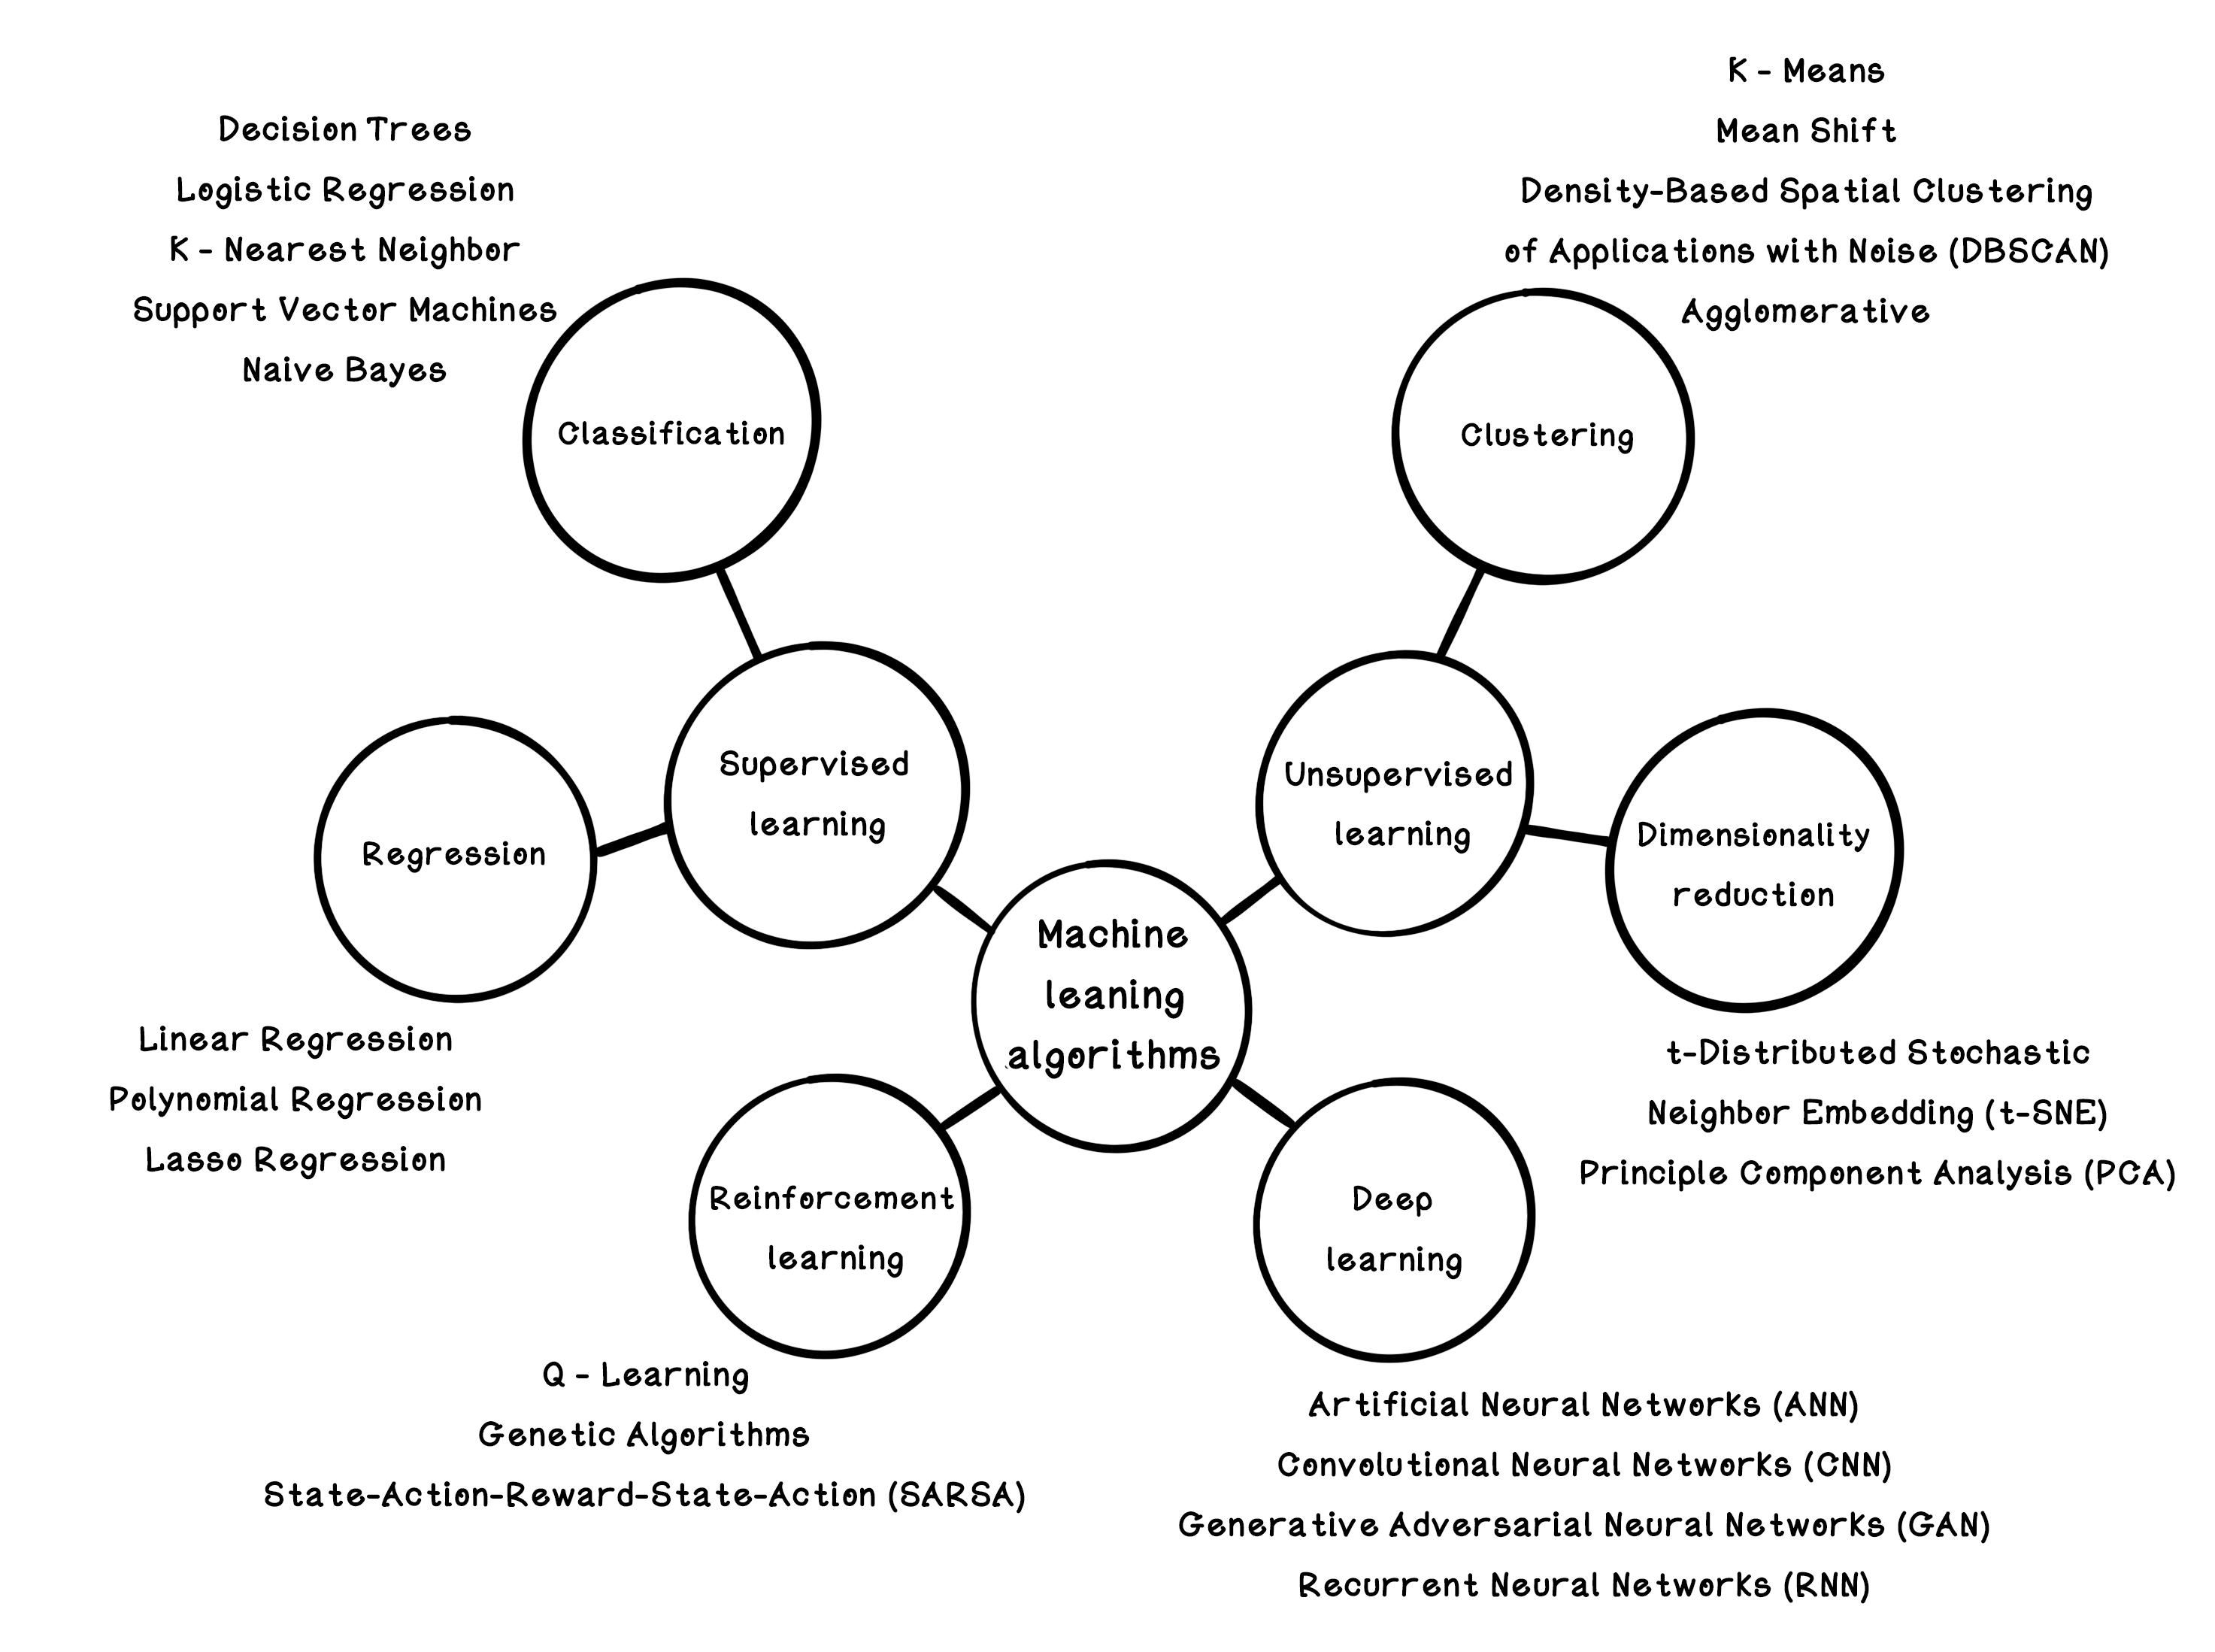 K - Means
Mean Shift
Density-Based Spatial Clustering
of Applications with Noise (DBSCAN)
Agglomerative
Decision Trees
Logistic Regression
K - Nearest Neighbor
Support Vector Machines
Naive Bayes
Classification
Clustering
Supervised
learning
Unsupervised
learning
Regression
Dimensionality
reduction
Machine
leaning
algorithms
Linear Regression
Polynomial Regression
Lasso Regression
t-Distributed Stochastic
Neighbor Embedding (t-SNE)
Principle Component Analysis (PCA)
Reinforcement
learning
Deep
learning
Q - Learning
Genetic Algorithms
State-Action-Reward-State-Action (SARSA)
Artificial Neural Networks (ANN)
Convolutional Neural Networks (CNN)
Generative Adversarial Neural Networks (GAN)
Recurrent Neural Networks (RNN)